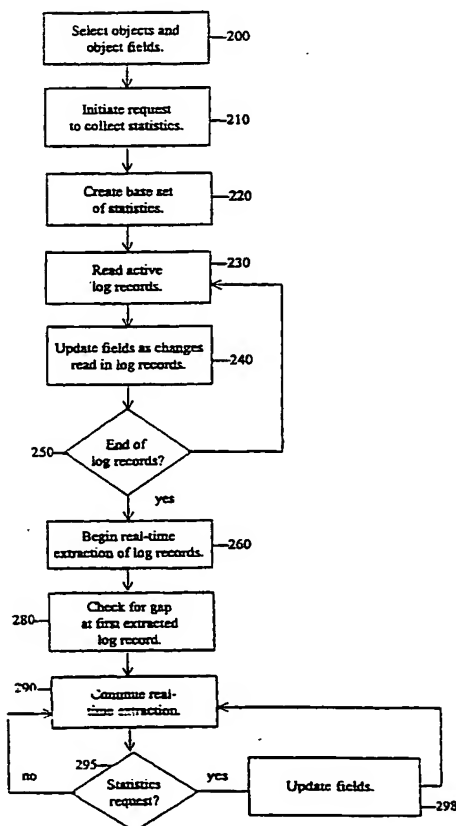 Select objects and
object fields.
200
Initiate request
to collect statistics.
210
Create base set
of statistics.
220
230
Read active
log records.
Update fields as changes
read in log records.
240
250
End of
log records?
yes
Begin real-time
extraction of log records.
260
280
Check for gap
at first extracted
log record.
290
Continue real-
time extraction.
295
no
Statistics
request?
yes
Update fields.
298